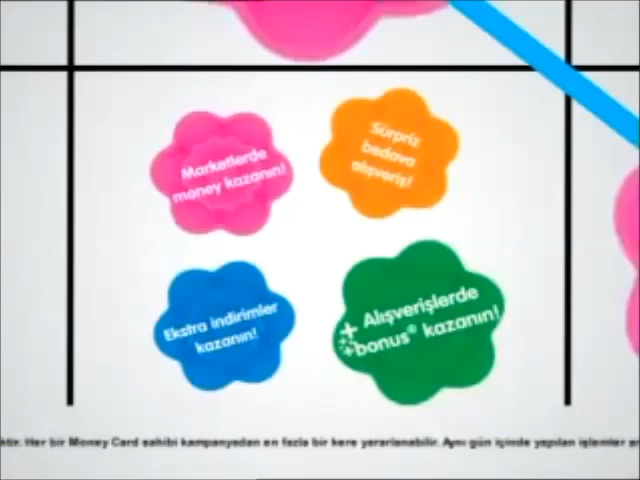 Marketlerde
money kazanın!
Sürpriz
bedava
alışveriş!
Ekstra indirimler
kazanın!
Alışverişlerde
bonus® kazanın!
Her bir Money Card sahibi kampanyadan en fazla bir kere yararlanabilir. Aynı gün içinde yapılan işlemler